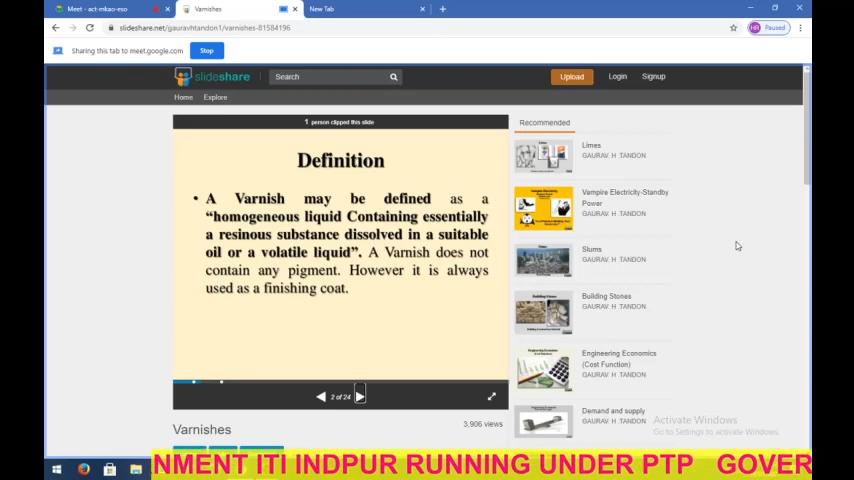 Meet - act-mkao-eso
Varnishes
New Tab
slideshare.net/gauravhtandon1/varnishes-81584196
HR
Paused
Sharing this tab to meet.google.com
Stop
slideshare
Search
Upload
Login
Signup
Home
Explore
1 person clipped this slide
Definition
• A Varnish may be defined as a
“homogeneous liquid Containing essentially
a resinous substance dissolved in a suitable
oil or a volatile liquid”. A Varnish does not
contain any pigment. However it is always
used as a finishing coat.
2 of 24
Varnishes
3,906 views
Recommended
Limes
GAURAV. H .TANDON
Vampire Electricity-Standby
Power
GAURAV. H .TANDON
Slums
GAURAV. H .TANDON
Building Stones
GAURAV. H .TANDON
Engineering Economics
(Cost Function)
GAURAV. H .TANDON
Demand and supply
GAURAV. H .TANDON
Activate Windows
Go to Settings to activate Windows.
NMENT ITI INDPUR RUNNING UNDER PTP GOVER